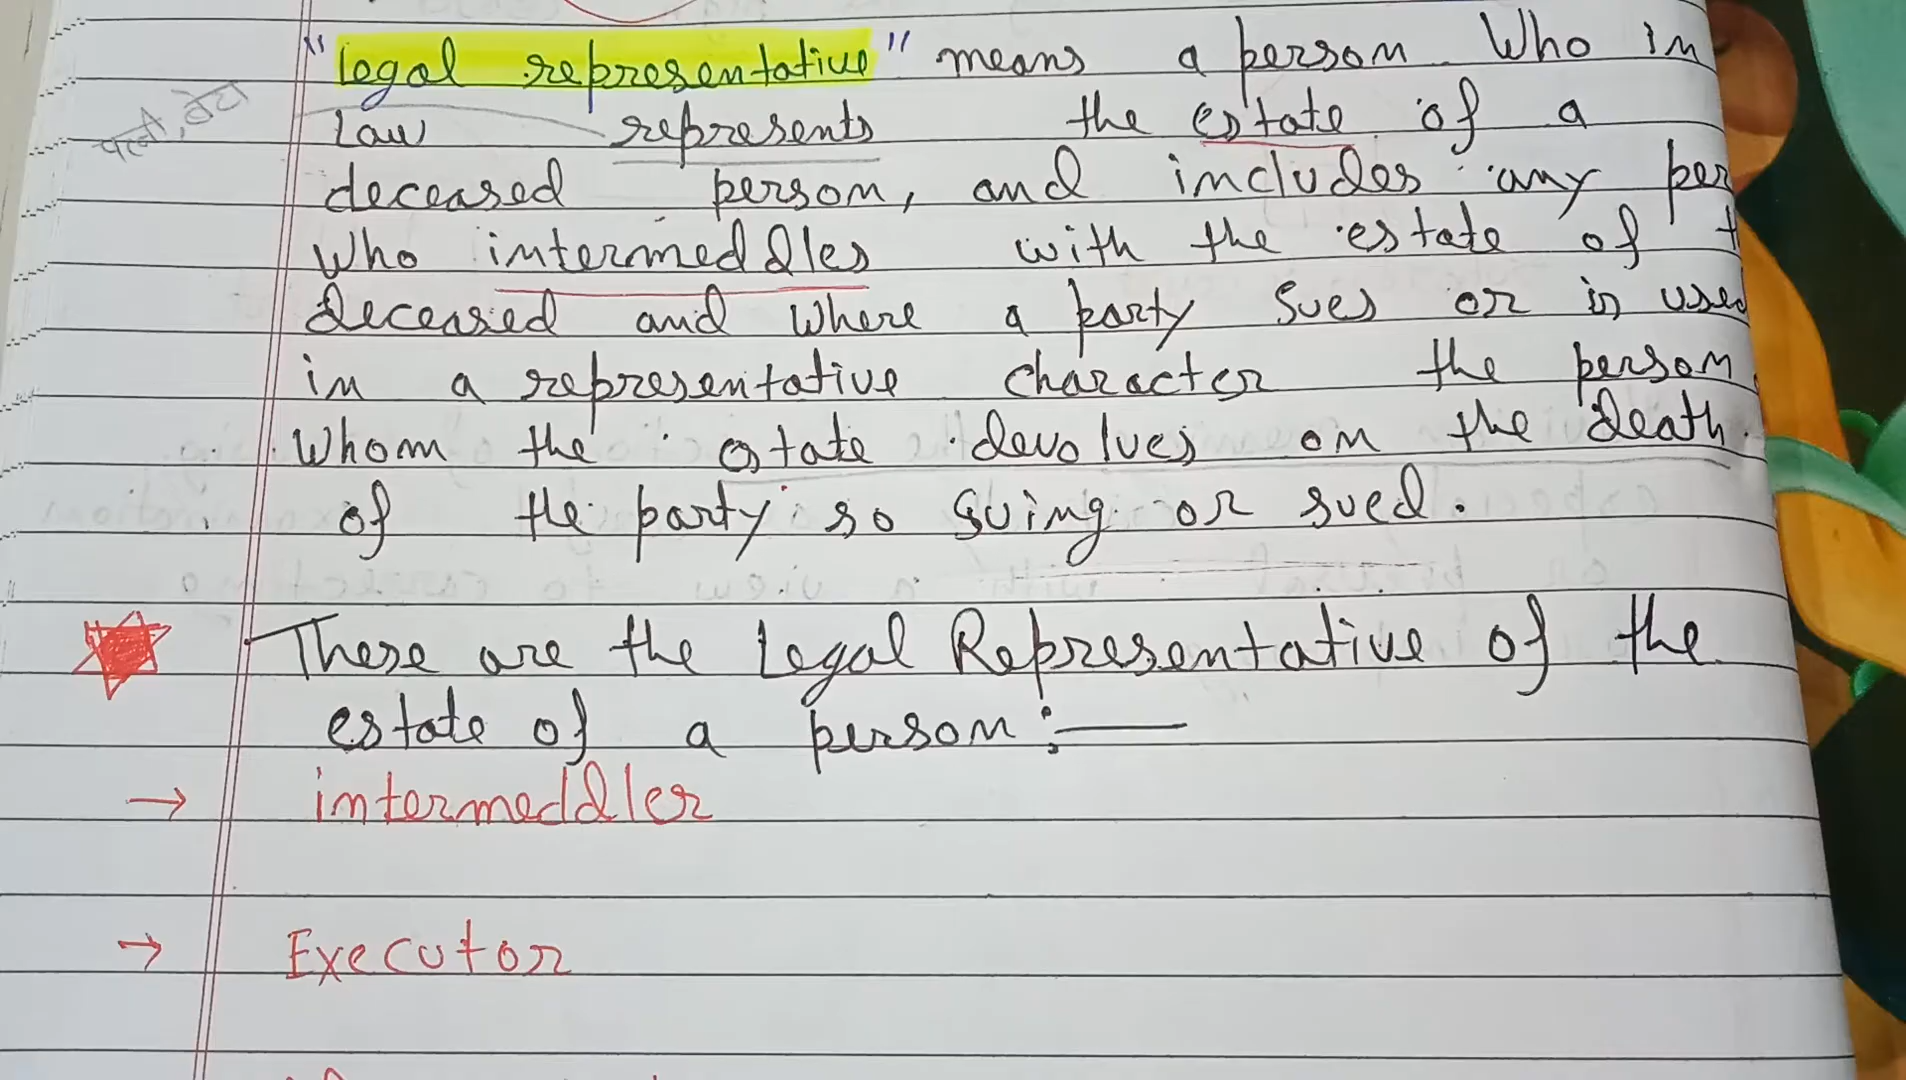 "legal representative" means a person Who in
Law represents the estate of a
पत्नी, बेटा
deceased person, and includes any per
Who intermeddles with the estate of t
deceased and Where a party sues or is used
in a representative character the person
Whom the estate devolves on the death
of the party so suing or sued.
These are the Legal Representative of the
estate of a person:—
→ intermeddler
→ Executor